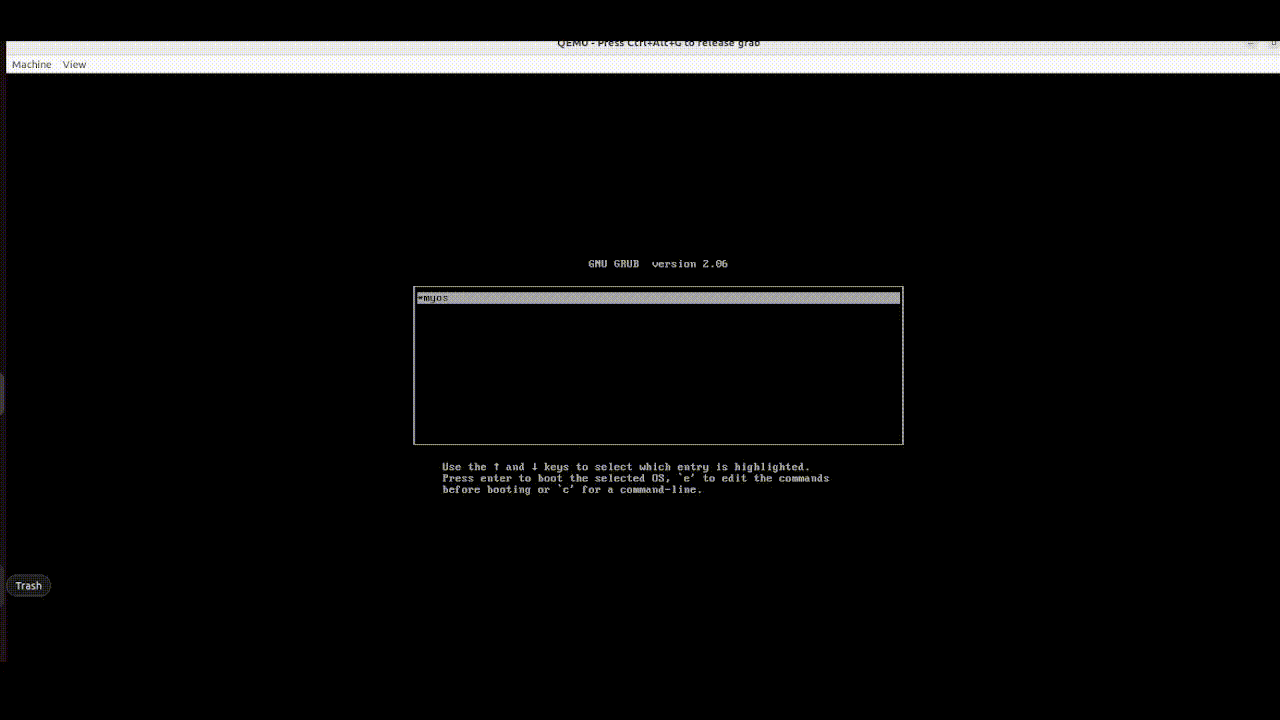 QEMU - Press Ctrl+Alt+G to release grab
Machine View
GNU GRUB version 2.06
*myos
Use the ↑ and ↓ keys to select which entry is highlighted.
Press enter to boot the selected OS, `e' to edit the commands
before booting or `c' for a command-line.
Trash